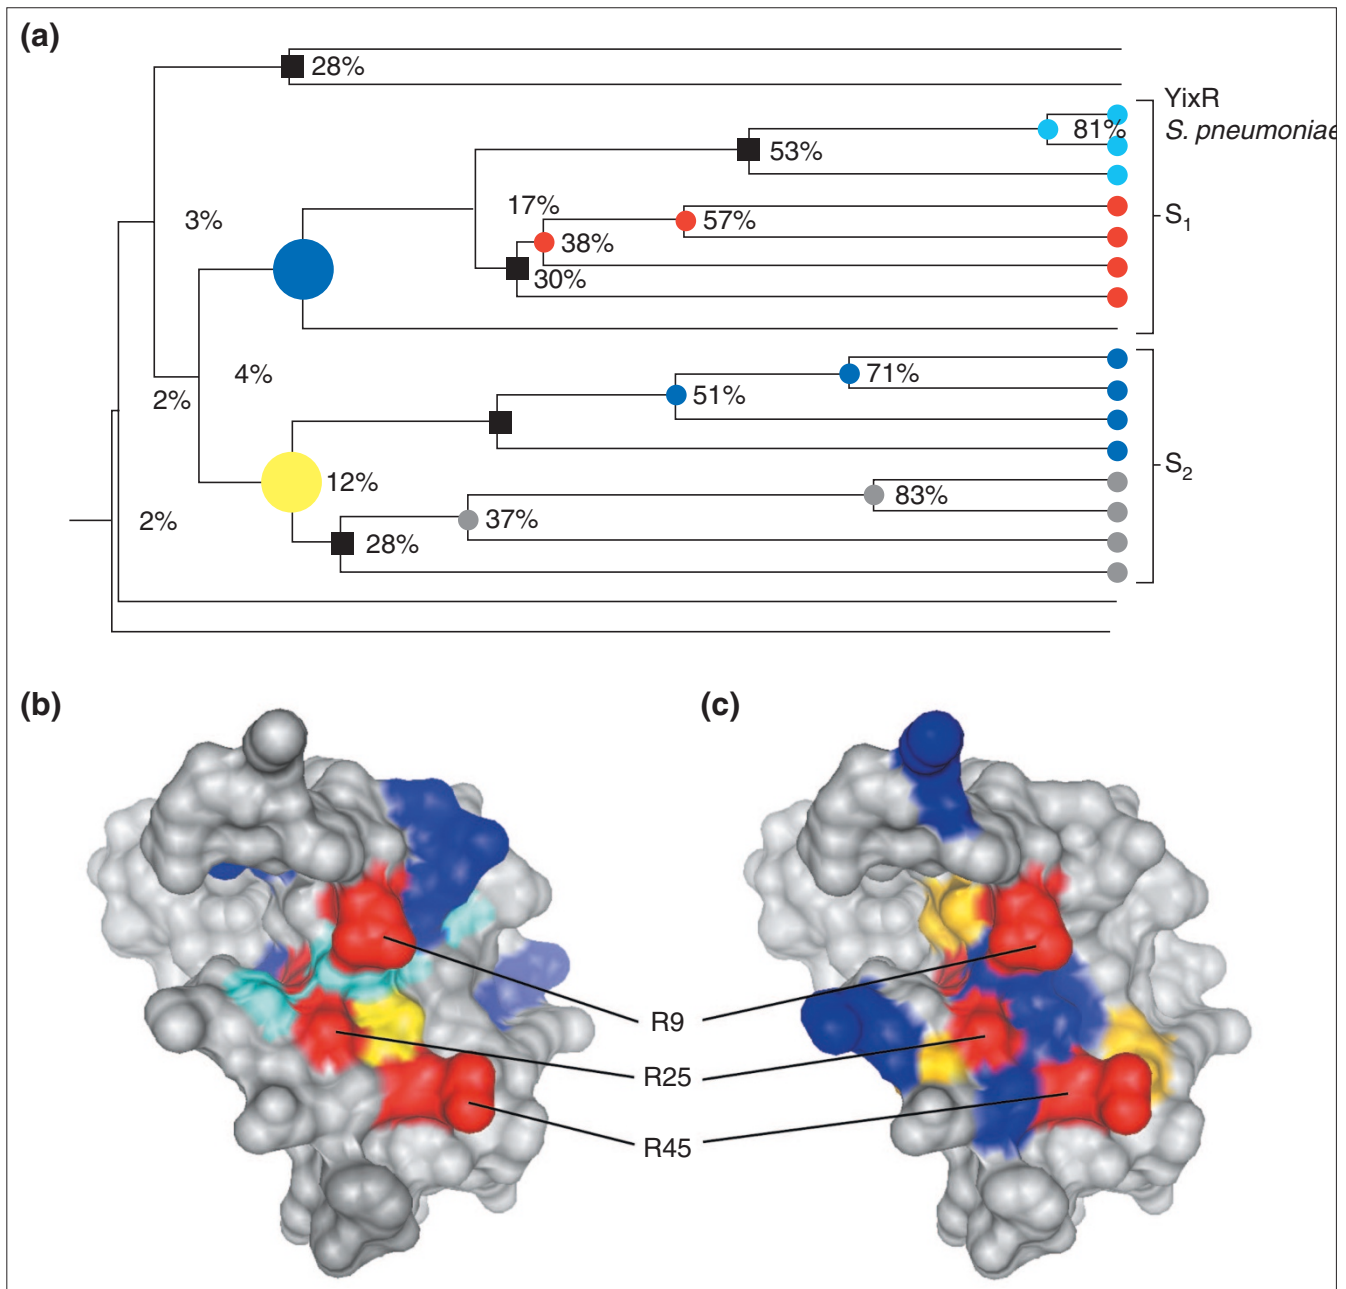 (a)
28%
YixR
81%
S. pneumoniae
53%
17%
3%
57%
S1
38%
30%
71%
4%
51%
2%
S2
12%
83%
2%
37%
28%
(b)
(c)
R9
R25
R45